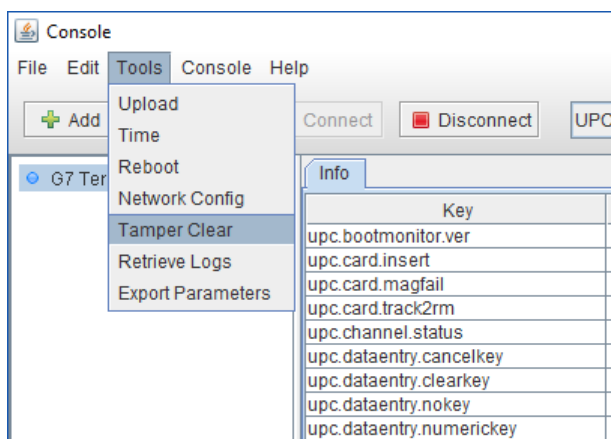 Console
File Edit Tools Console Help
Add Connect Disconnect UPC
Upload
Time
Reboot
Network Config
Tamper Clear
Retrieve Logs
Export Parameters
G7 Ter
Info
Key
upc.bootmonitor.ver
upc.card.insert
upc.card.magfail
upc.card.track2rm
upc.channel.status
upc.dataentry.cancelkey
upc.dataentry.clearkey
upc.dataentry.nokey
upc.dataentry.numerickey